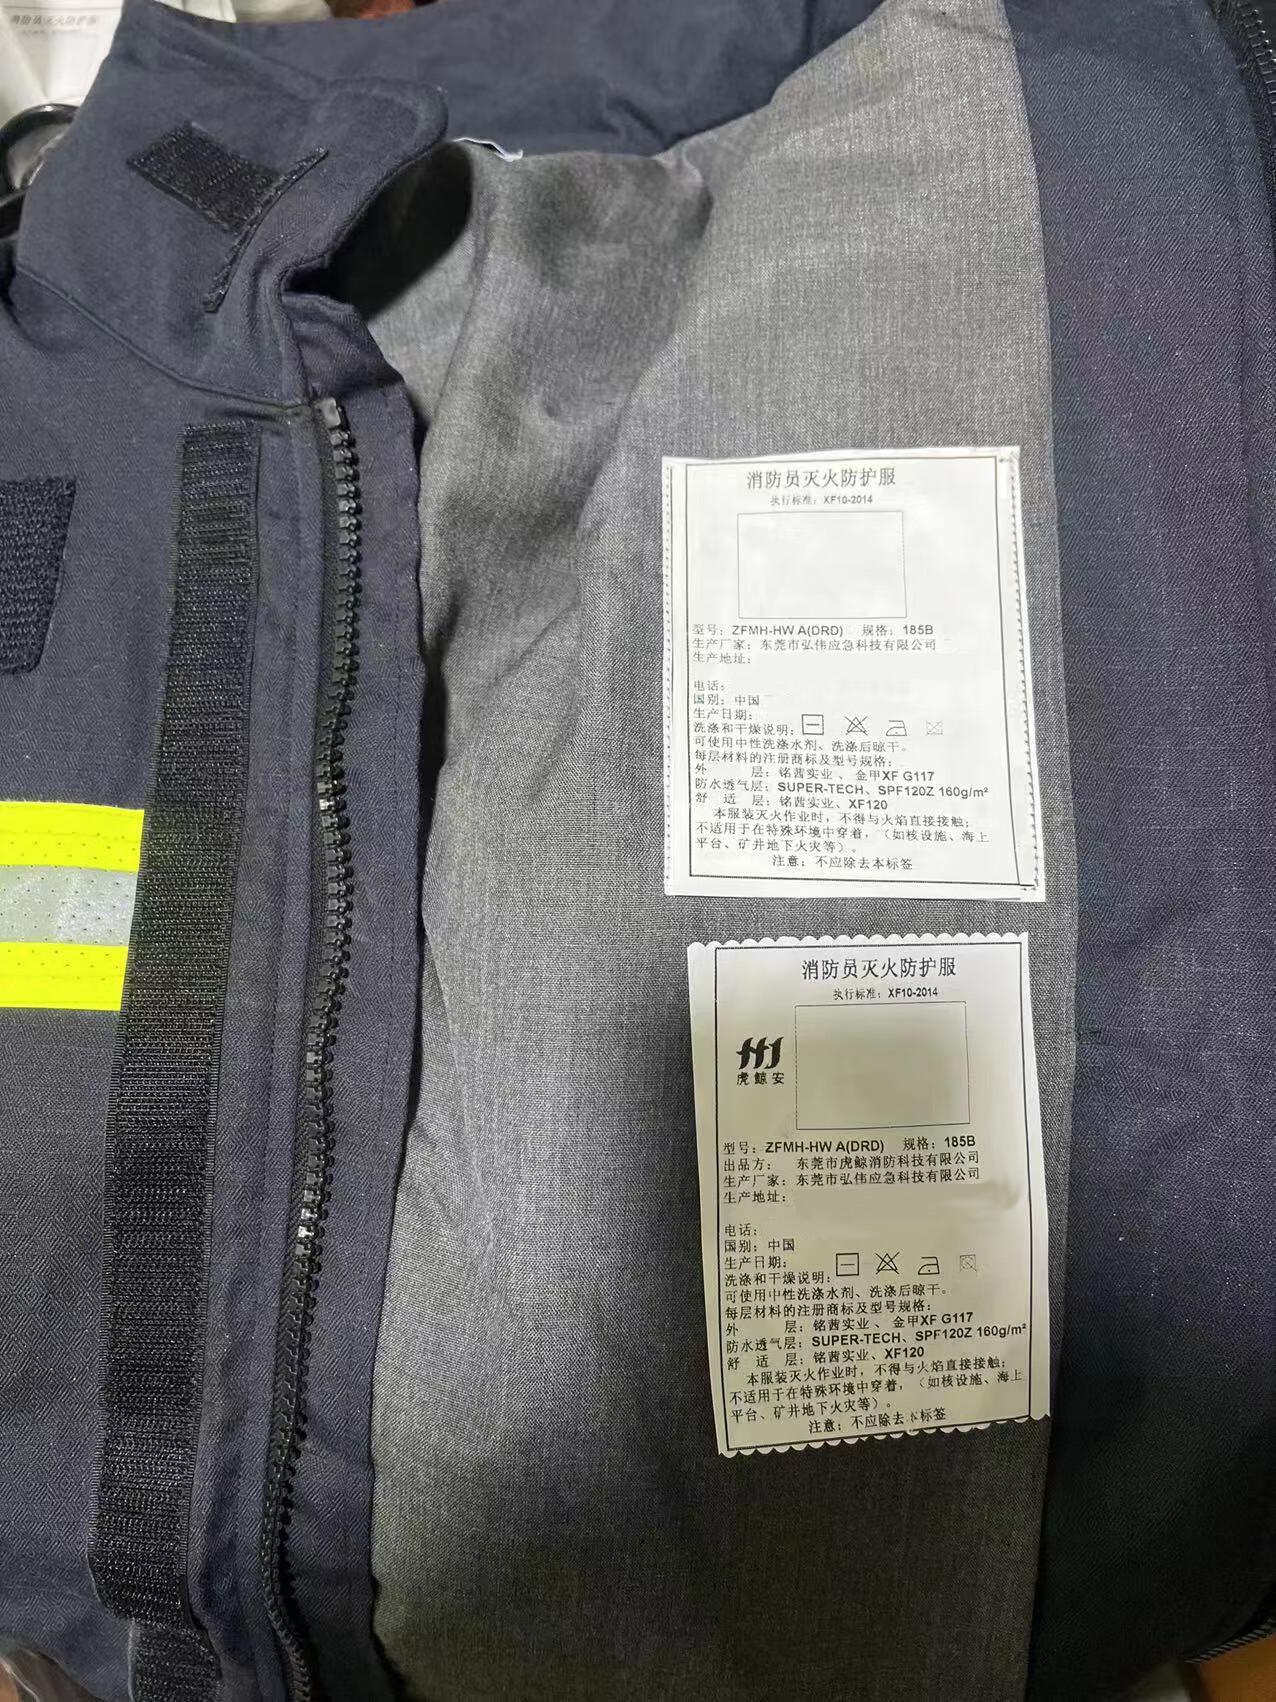 消防员灭火防护服
消防员灭火防护服
执行标准：XF10-2014
型号：ZFMH-HW A(DRD) 规格：185B
生产厂家：东莞市弘伟应急科技有限公司
生产地址：
电话：
国别：中国
生产日期：
洗涤和干燥说明：
可使用中性洗涤水剂、洗涤后晾干。
每层材料的注册商标及型号规格：
外 层：铭茜实业、金甲XF G117
防水透气层：SUPER-TECH、SPF120Z 160g/m²
舒 适 层：铭茜实业、XF120
本服装灭火作业时，不得与火焰直接接触；
不适用于在特殊环境中穿着，（如核设施、海上
平台、矿井地下火灾等）。
注意：不应除去本标签
消防员灭火防护服
执行标准：XF10-2014
HJ
虎鲸安
型号：ZFMH-HW A(DRD) 规格：185B
出品方： 东莞市虎鲸消防科技有限公司
生产厂家：东莞市弘伟应急科技有限公司
生产地址：
电话：
国别：中国
生产日期：
洗涤和干燥说明：
可使用中性洗涤水剂、洗涤后晾干。
每层材料的注册商标及型号规格：
外 层：铭茜实业、金甲XF G117
防水透气层：SUPER-TECH、SPF120Z 160g/m²
舒 适 层：铭茜实业、XF120
本服装灭火作业时，不得与火焰直接接触；
不适用于在特殊环境中穿着，（如核设施、海上
平台、矿井地下火灾等）。
注意：不应除去本标签